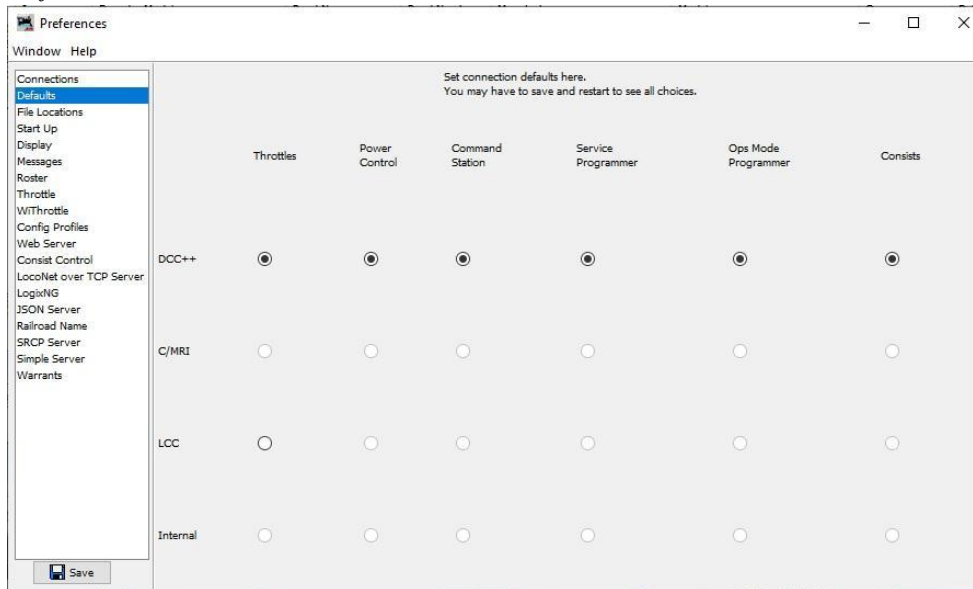 Preferences
Window Help
Connections
Defaults
File Locations
Start Up
Display
Messages
Roster
Throttle
WiThrottle
Config Profiles
Web Server
Consist Control
LocoNet over TCP Server
LogixNG
JSON Server
Railroad Name
SRCP Server
Simple Server
Warrants
Save
Set connection defaults here.
You may have to save and restart to see all choices.
Throttles
Power
Control
Command
Station
Service
Programmer
Ops Mode
Programmer
Consists
DCC++
C/MRI
LCC
Internal